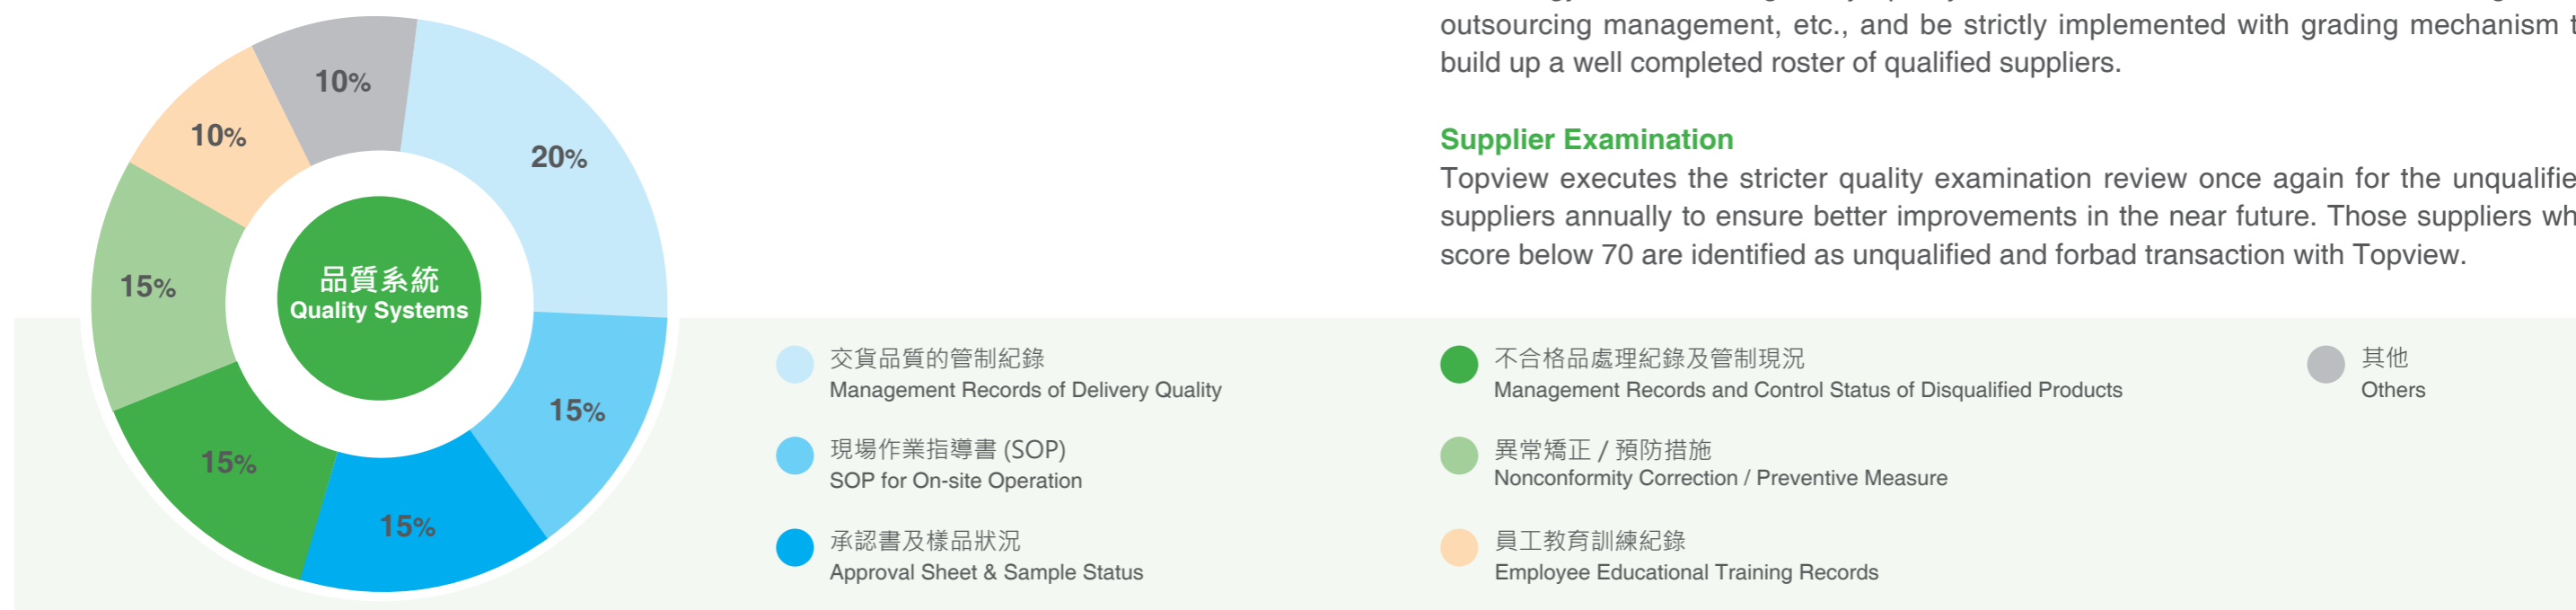 outsourcing management, etc., and be strictly implemented with grading mechanism
build up a well completed roster of qualified suppliers.
Supplier Examination
Topview executes the stricter quality examination review once again for the
suppliers annually to ensure better improvements in the near future. Those suppliers
score below 70 are identified as unqualified and forbad transaction with Topview.
10%
20%
10%
15%
品質系統
Quality Systems
15%
15%
15%
交貨品質的管制紀錄
Management Records of Delivery Quality
現場作業指導書 (SOP)
SOP for On-site Operation
承認書及樣品狀況
Approval Sheet & Sample Status
不合格品處理紀錄及管制現況
Management Records and Control Status of Disqualified Products
異常矯正 / 預防措施
Nonconformity Correction / Preventive Measure
員工教育訓練紀錄
Employee Educational Training Records
其他
Others